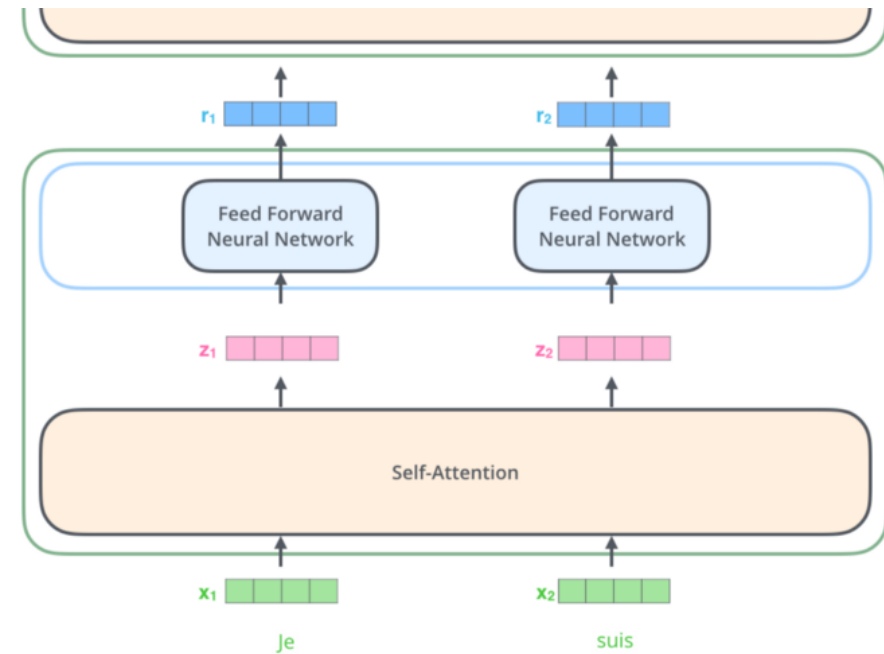 r₁ r₂
Feed Forward Feed Forward
Neural Network Neural Network
z₁ z₂
Self-Attention
x₁ x₂
Je suis